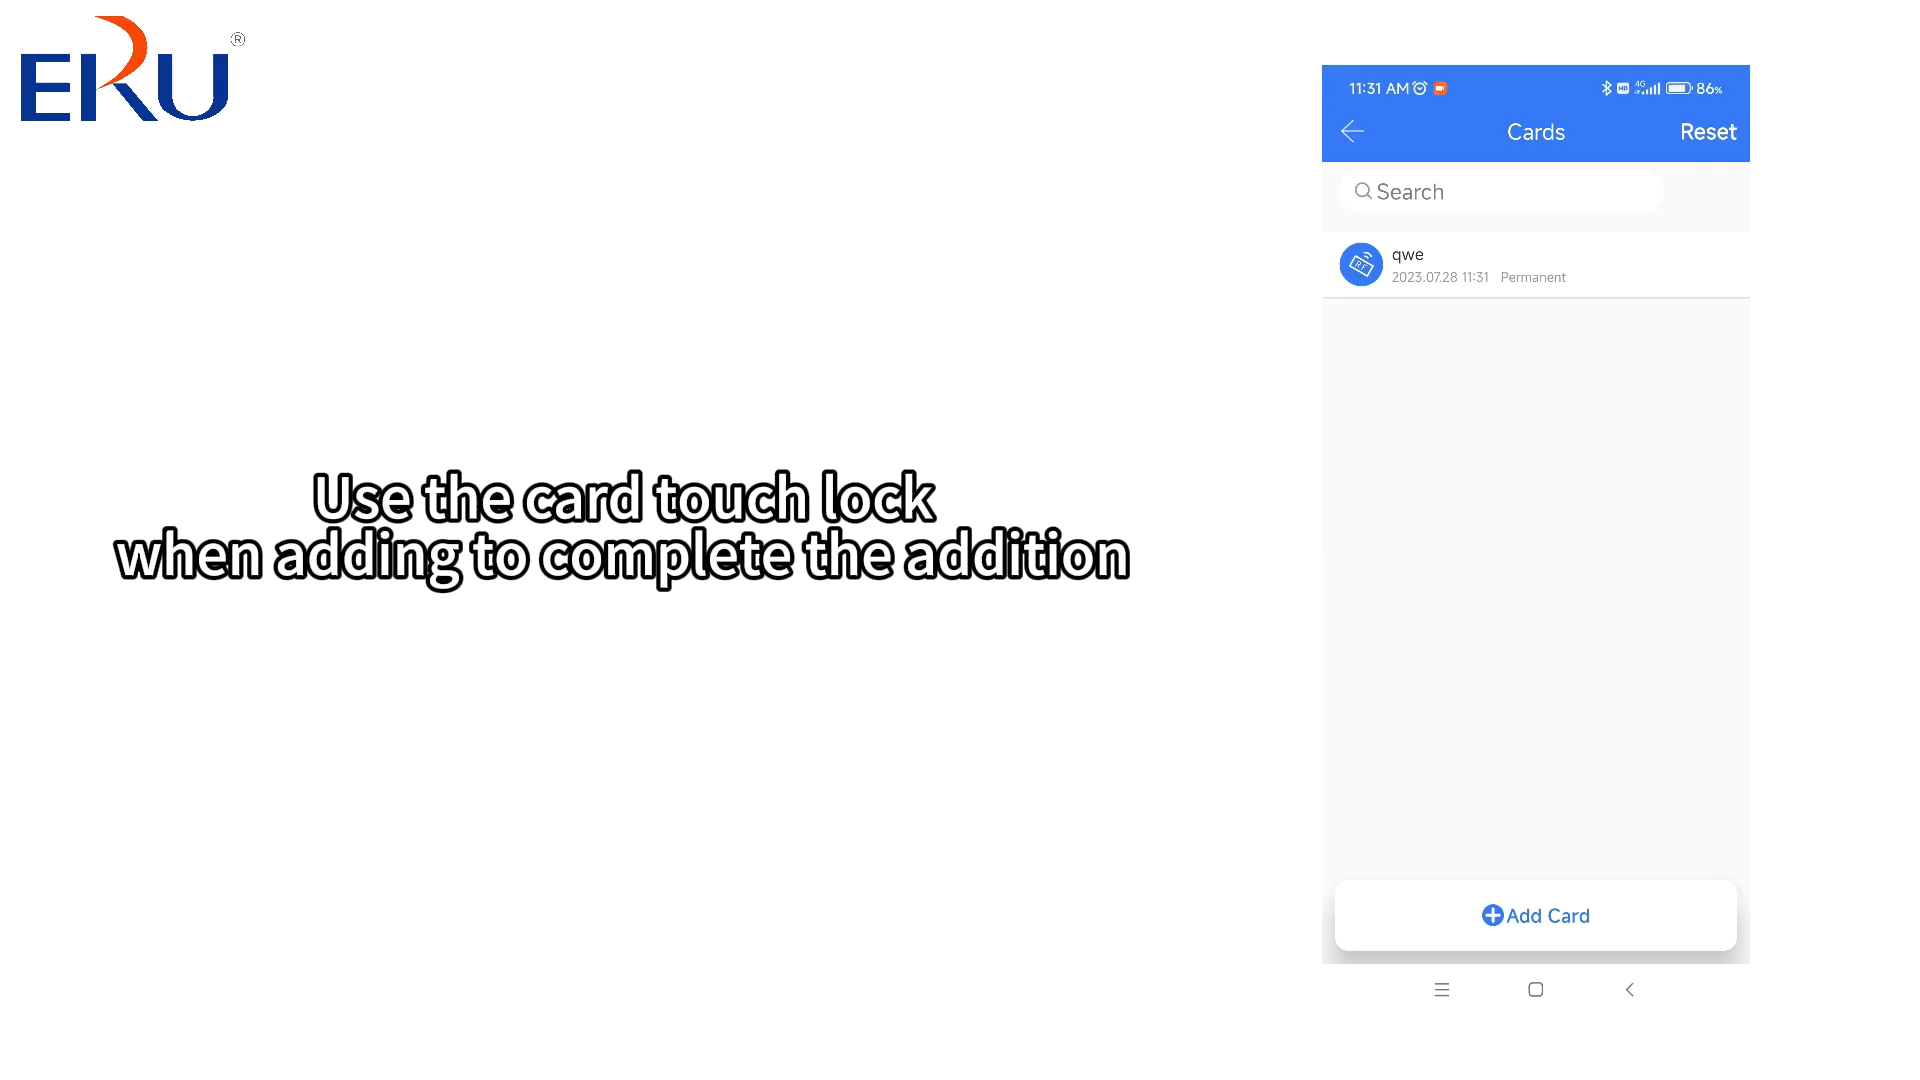 ERU ®
11:31 AM 4G 86%
Cards Reset
Search
qwe
2023.07.28 11:31 Permanent
Use the card touch lock
when adding to complete the addition
Add Card